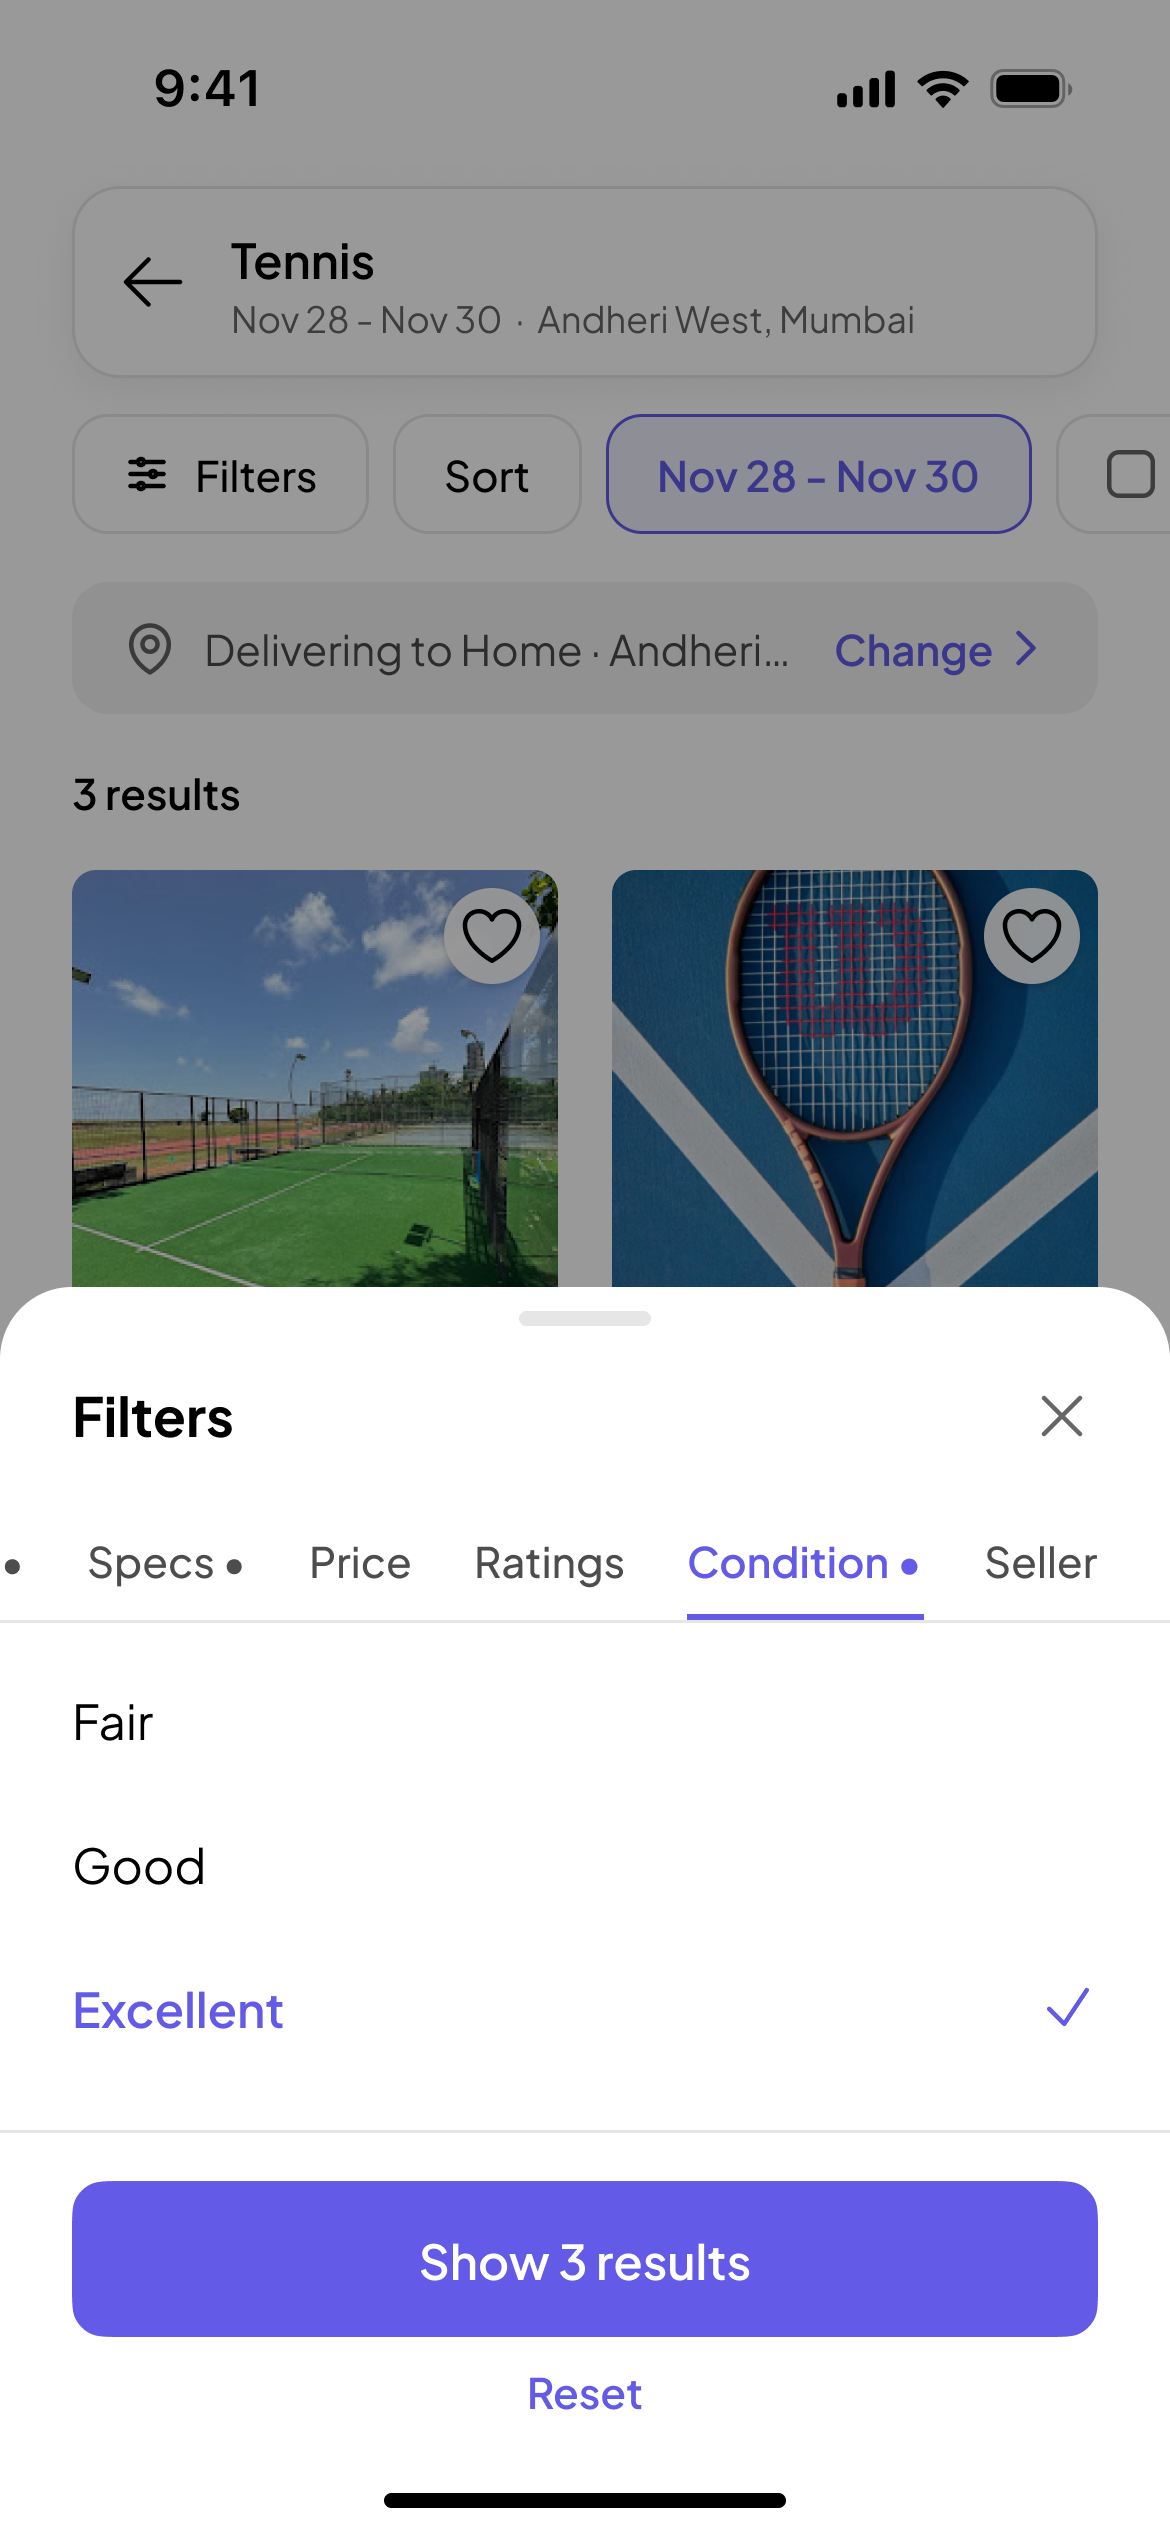 9:41
Tennis
Nov 28 - Nov 30 · Andheri West, Mumbai
Filters
Sort
Nov 28 – Nov 30
Delivering to Home · Andheri...
Change
3 results
Filters
Specs
Price
Ratings
Condition
Seller
Fair
Good
Excellent
Show 3 results
Reset